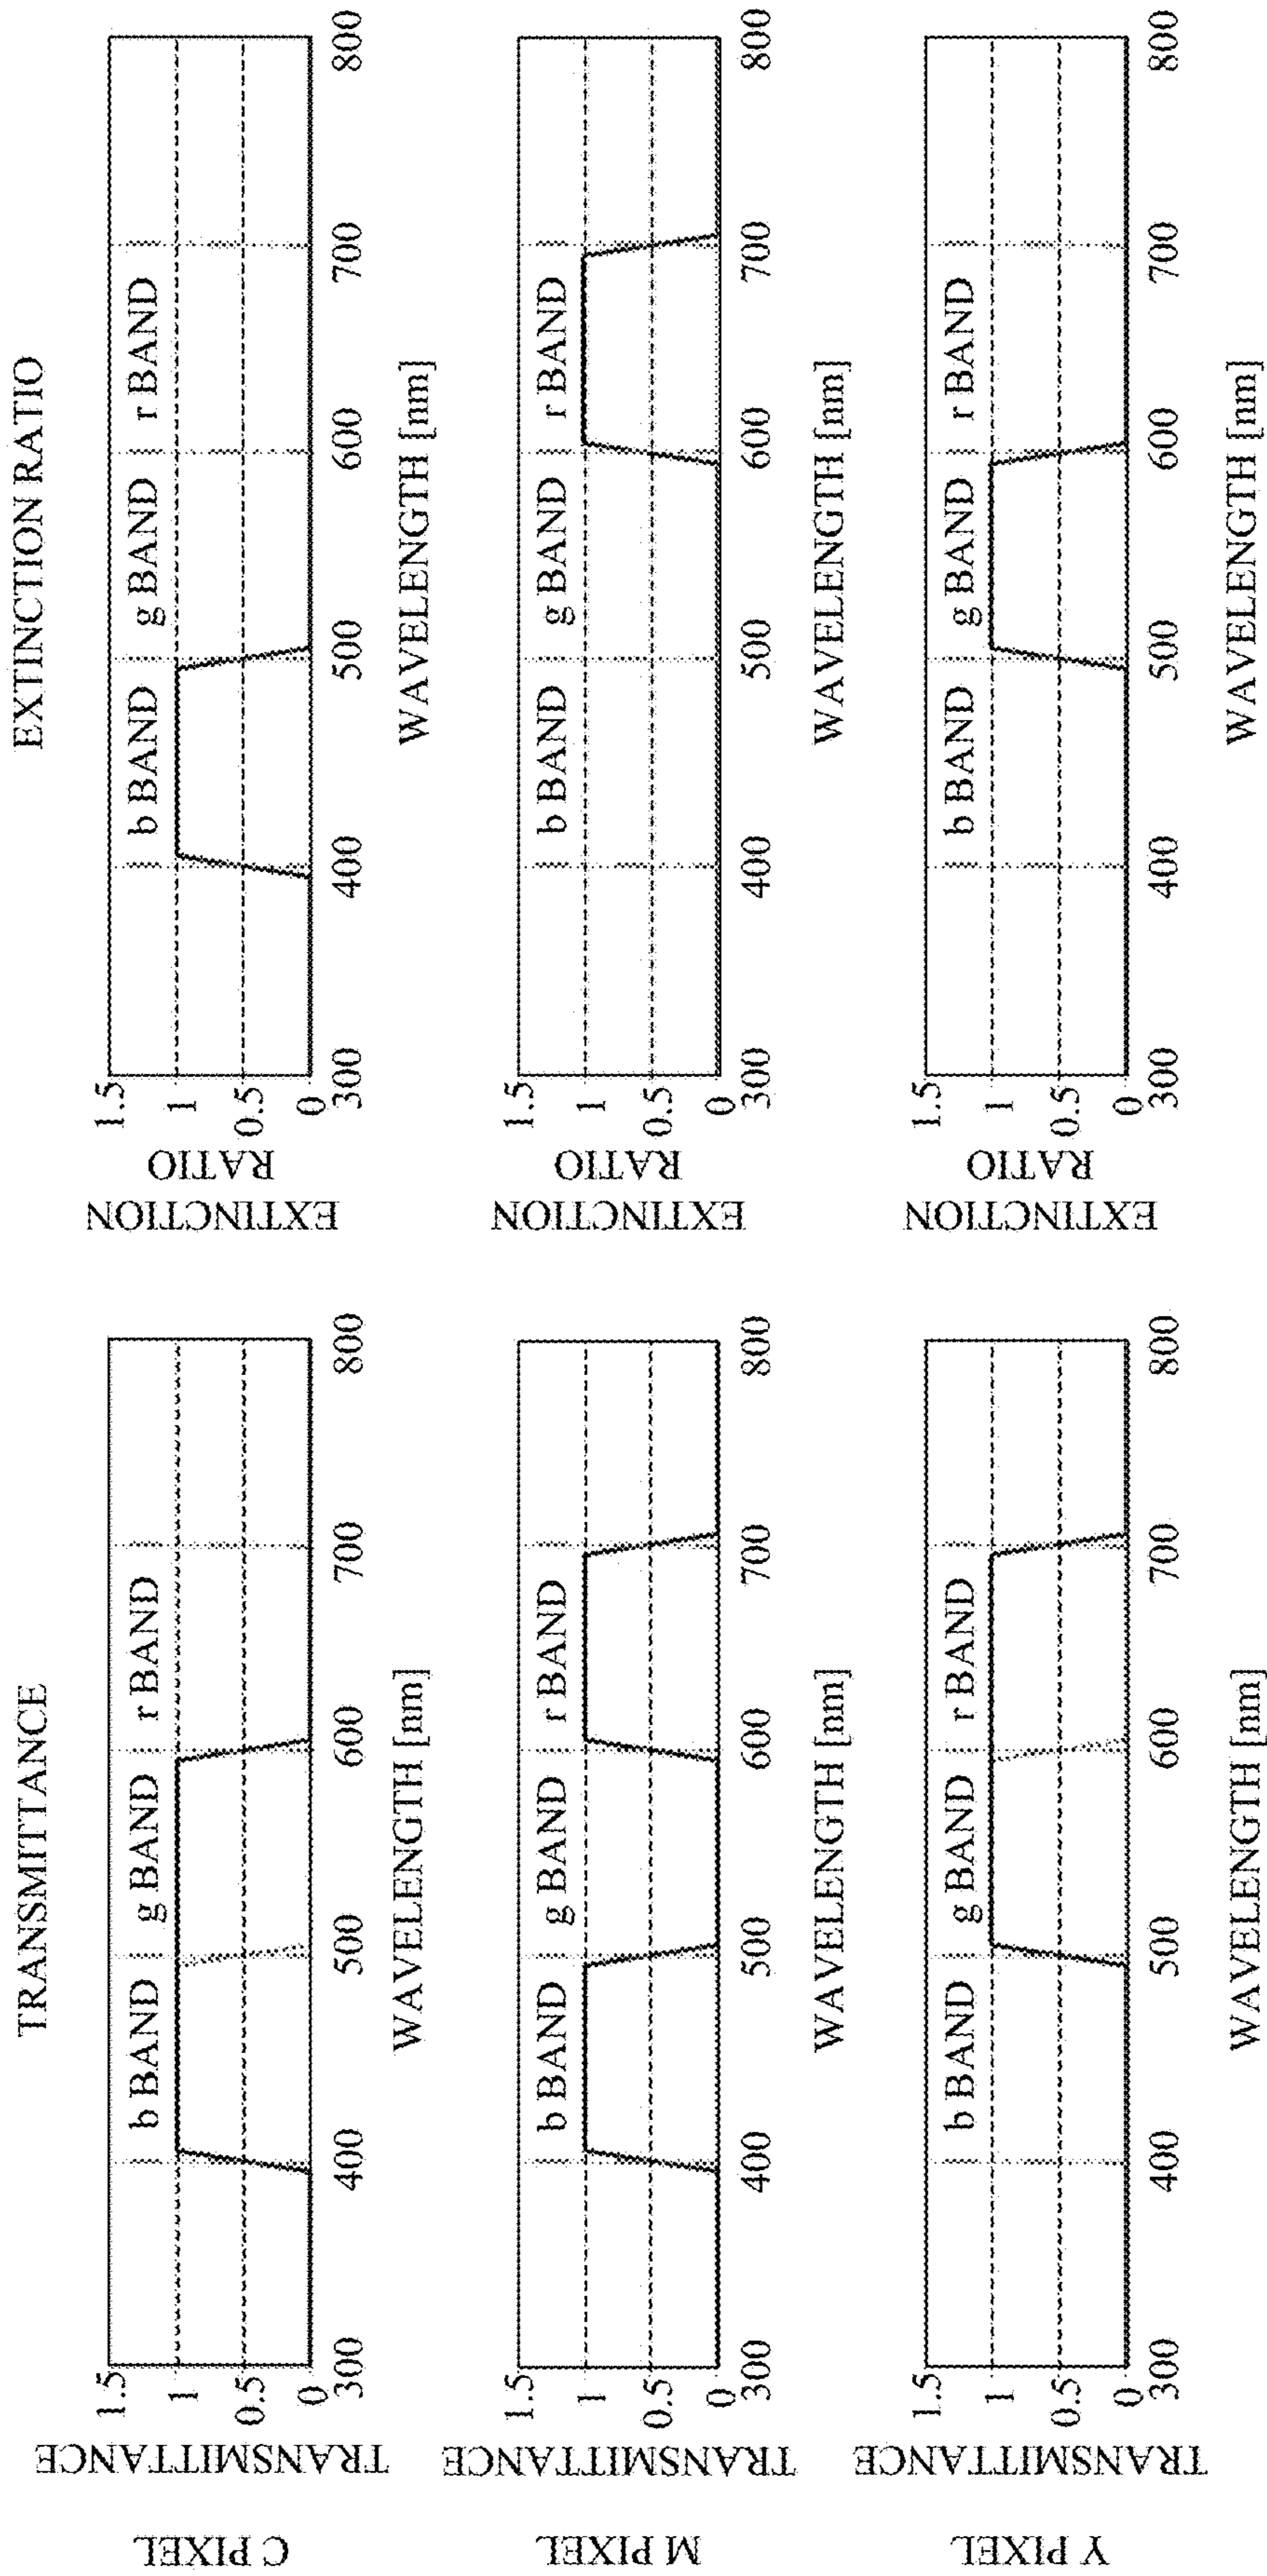 TRANSMITTANCE
EXTINCTION RATIO
C PIXEL
TRANSMITTANCE
1.5
1
0.5
0
b BAND g BAND r BAND
300 400 500 600 700 800
WAVELENGTH [nm]
EXTINCTION
RATIO
1.5
1
0.5
0
b BAND g BAND r BAND
300 400 500 600 700 800
WAVELENGTH [nm]
M PIXEL
TRANSMITTANCE
1.5
1
0.5
0
b BAND g BAND r BAND
300 400 500 600 700 800
WAVELENGTH [nm]
EXTINCTION
RATIO
1.5
1
0.5
0
b BAND g BAND r BAND
300 400 500 600 700 800
WAVELENGTH [nm]
Y PIXEL
TRANSMITTANCE
1.5
1
0.5
0
b BAND g BAND r BAND
300 400 500 600 700 800
WAVELENGTH [nm]
EXTINCTION
RATIO
1.5
1
0.5
0
b BAND g BAND r BAND
300 400 500 600 700 800
WAVELENGTH [nm]